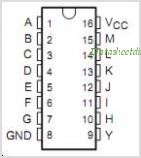 A 1 16 VCC
B 2 15 M
C 3 14 L
D 4 13 K
E 5 12 J
F 6 11 I
G 7 10 H
GND 8 9 Y